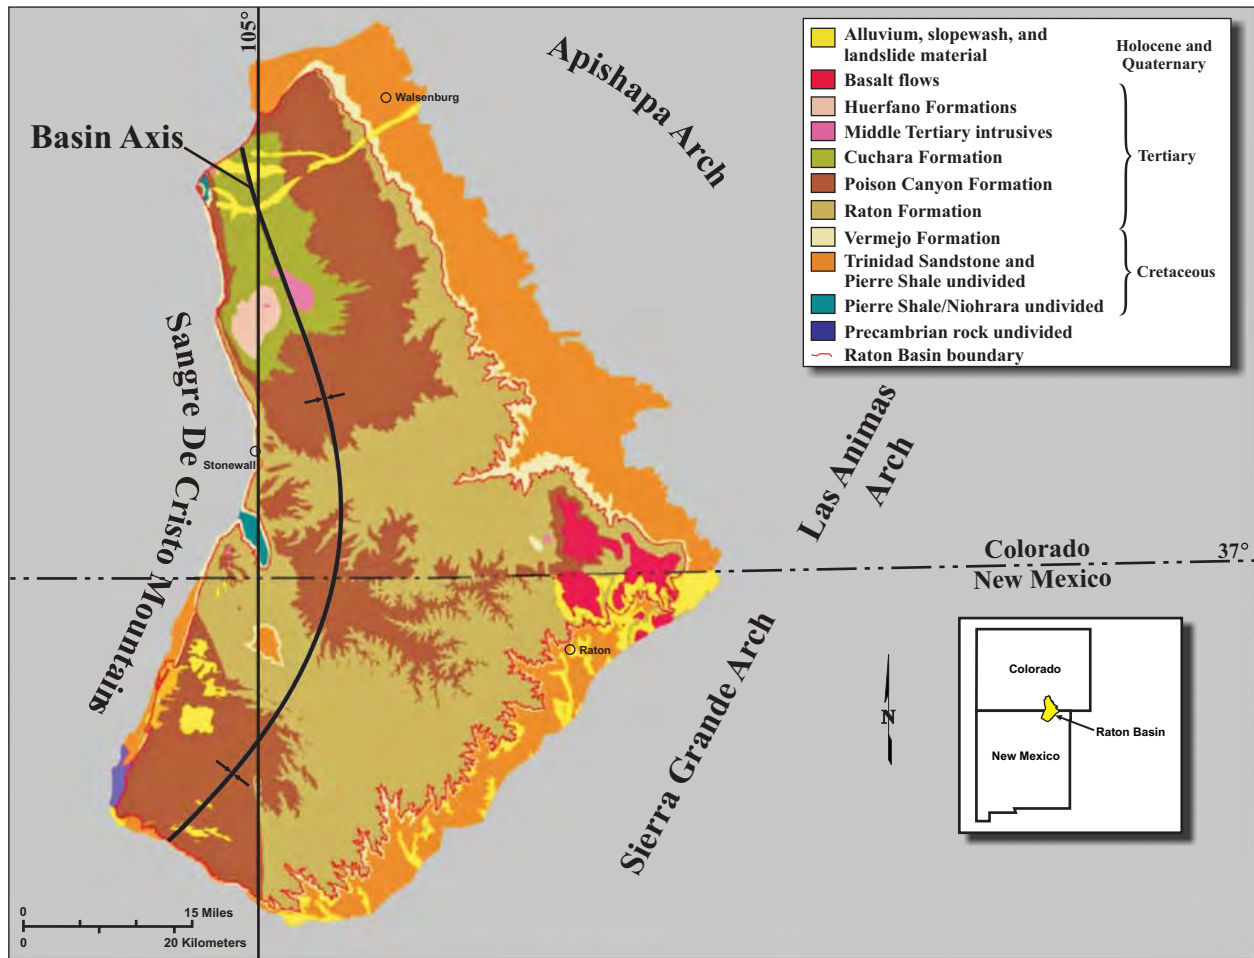 105°
Walsenburg
Apishapa Arch
Basin Axis
Alluvium, slopewash, and
landslide material
Holocene and
Quaternary
Basalt flows
Huerfano Formations
Middle Tertiary intrusives
Cuchara Formation
Tertiary
Poison Canyon Formation
Raton Formation
Vermejo Formation
Trinidad Sandstone and
Pierre Shale undivided
Cretaceous
Pierre Shale/Niohrara undivided
Precambrian rock undivided
Raton Basin boundary
Sangre De Cristo Mountains
Stonewall
Las Animas
Arch
Colorado
37°
New Mexico
Raton
Sierra Grande Arch
N
Colorado
Raton Basin
New Mexico
0
15 Miles
0
20 Kilometers